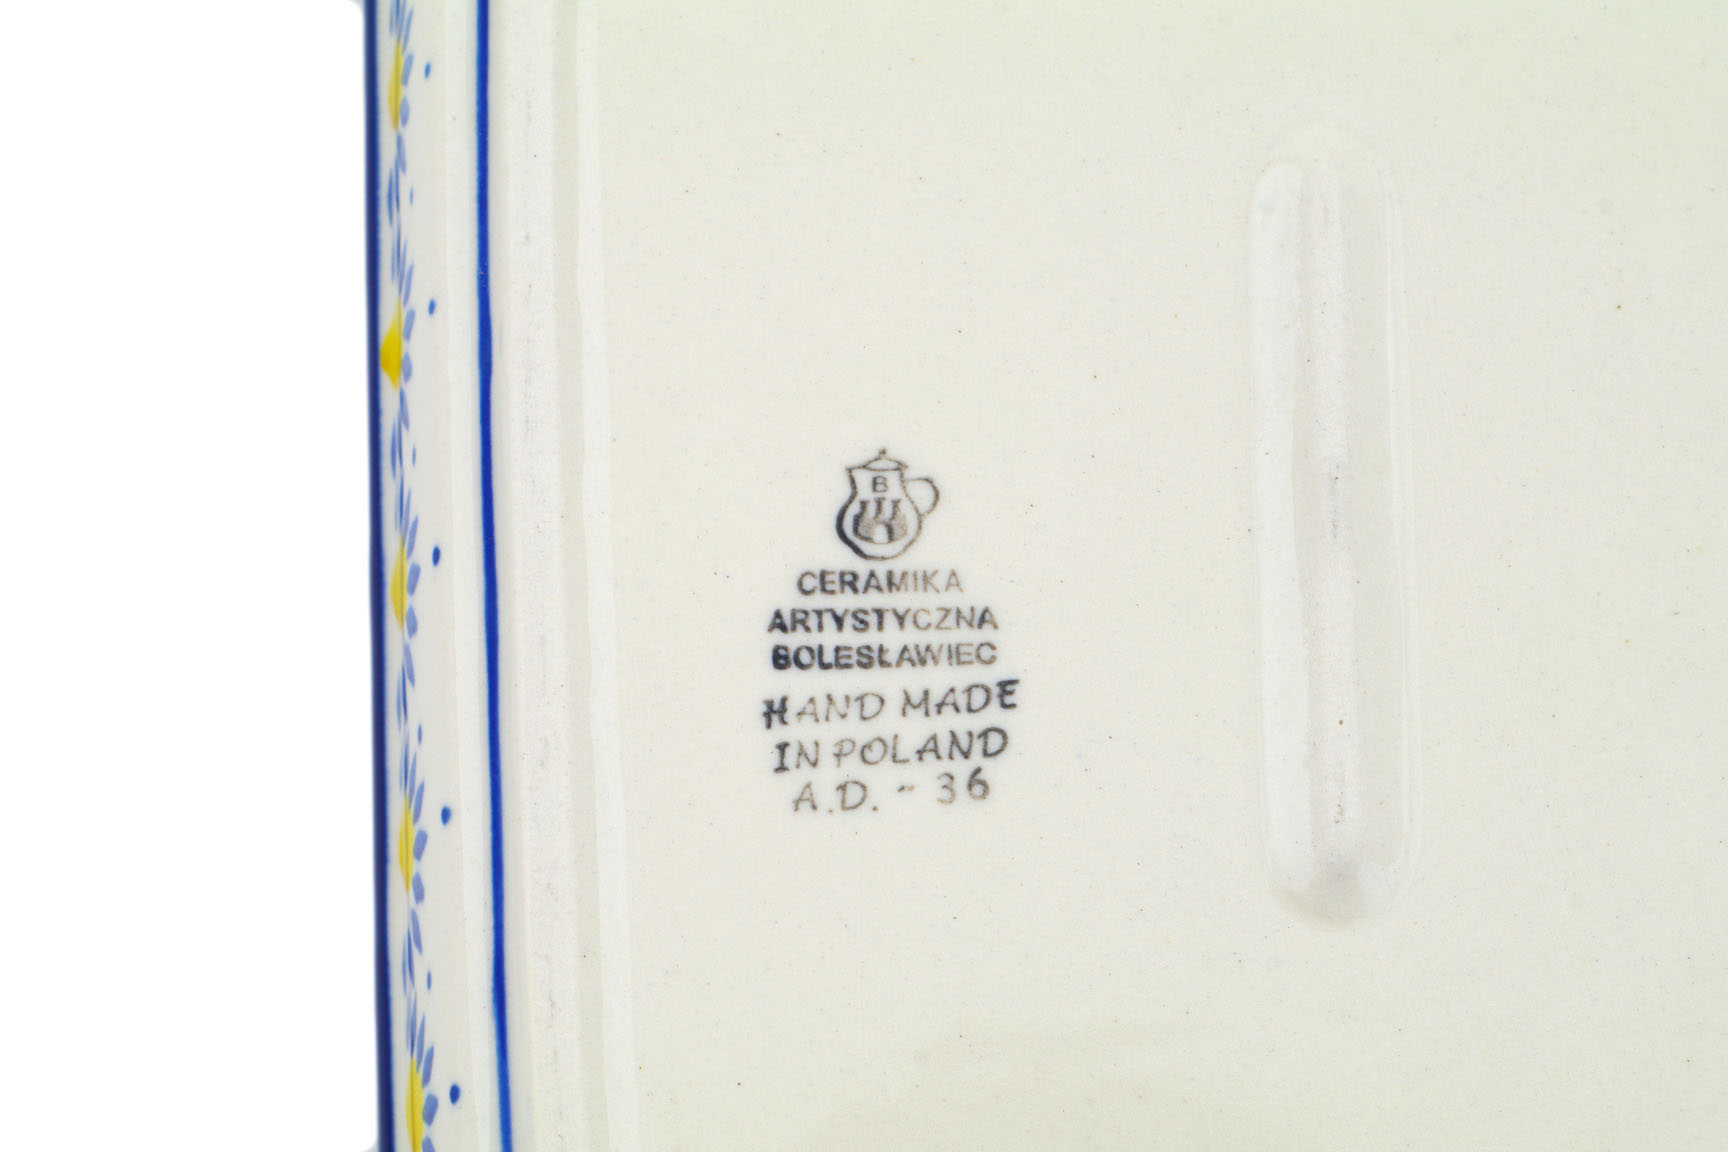 B
CERAMIKA
ARTYSTYCZNA
BOLESŁAWIEC
HAND MADE
IN POLAND
A.D. - 36